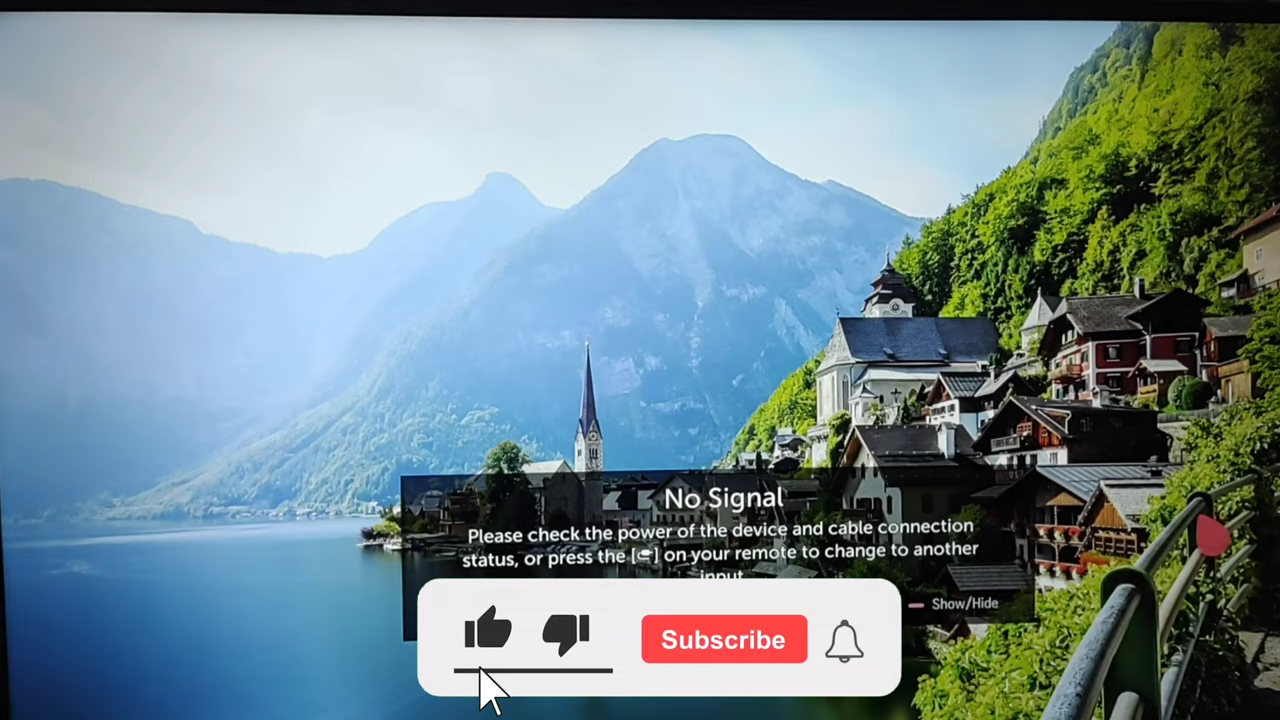 No Signal
Please check the power of the device and cable connection
status, or press the [⮂] on your remote to change to another
input.
Show/Hide
Subscribe